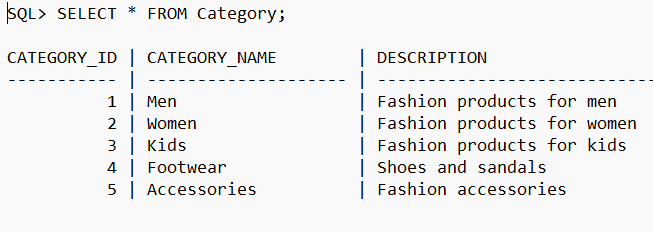 SQL> SELECT * FROM Category;
CATEGORY_ID | CATEGORY_NAME | DESCRIPTION
----------- | -------------------- | ----------------------------
1 | Men | Fashion products for men
2 | Women | Fashion products for women
3 | Kids | Fashion products for kids
4 | Footwear | Shoes and sandals
5 | Accessories | Fashion accessories